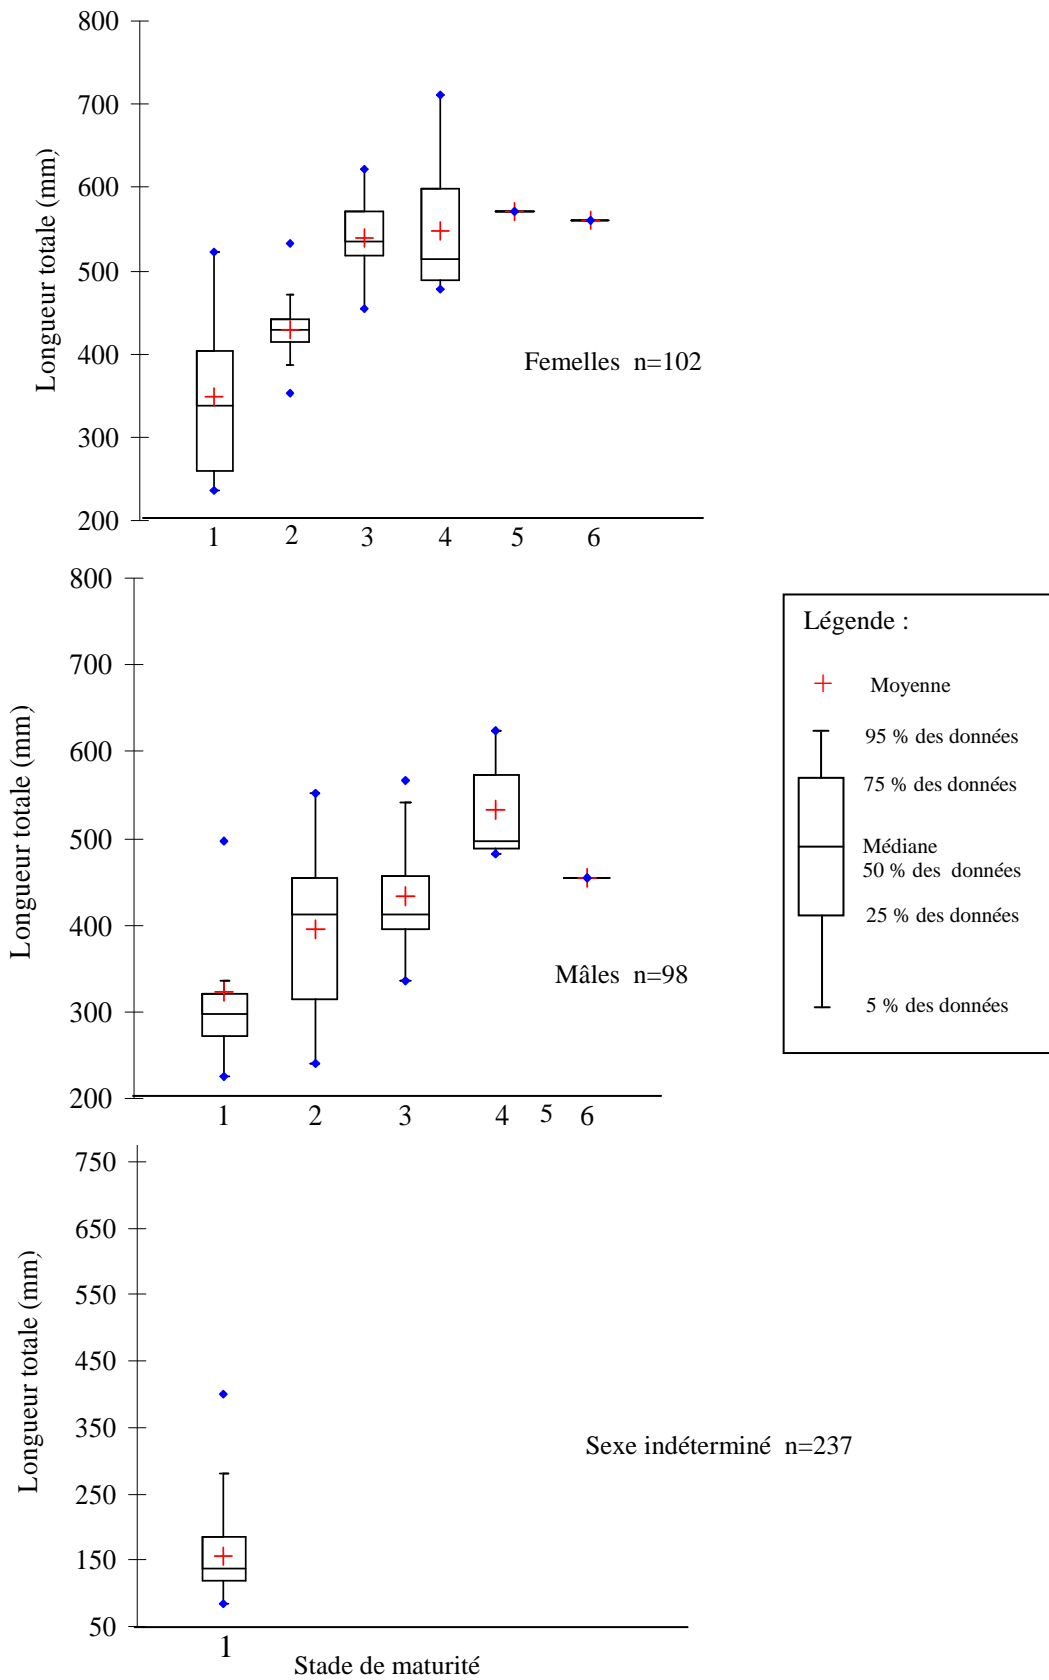 800
700
600
500
400
300
200
Longueur totale (mm)
Femelles n=102
1 2 3 4 5 6
800
700
600
500
400
300
200
Longueur totale (mm)
Mâles n=98
1 2 3 4 5 6
Légende :
Moyenne
95 % des données
75 % des données
Médiane
50 % des données
25 % des données
5 % des données
750
650
550
450
350
250
150
50
Longueur totale (mm)
Sexe indéterminé n=237
1
Stade de maturité